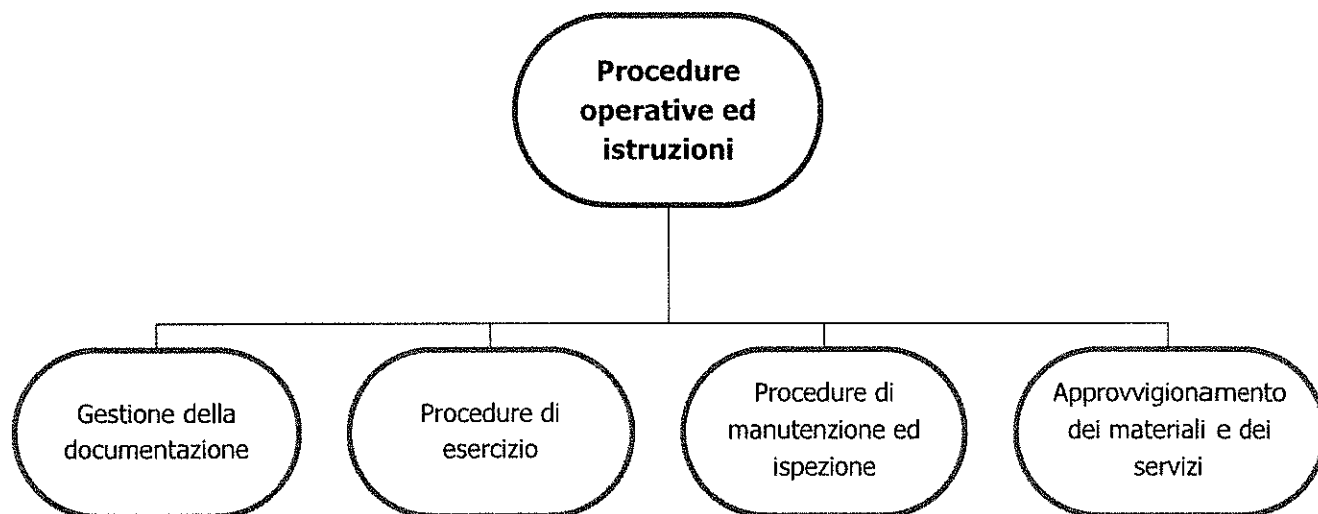 Procedure
operative ed
istruzioni
Gestione della
documentazione
Procedure di
esercizio
Procedure di
manutenzione ed
ispezione
Approvvigionamento
dei materiali e dei
servizi